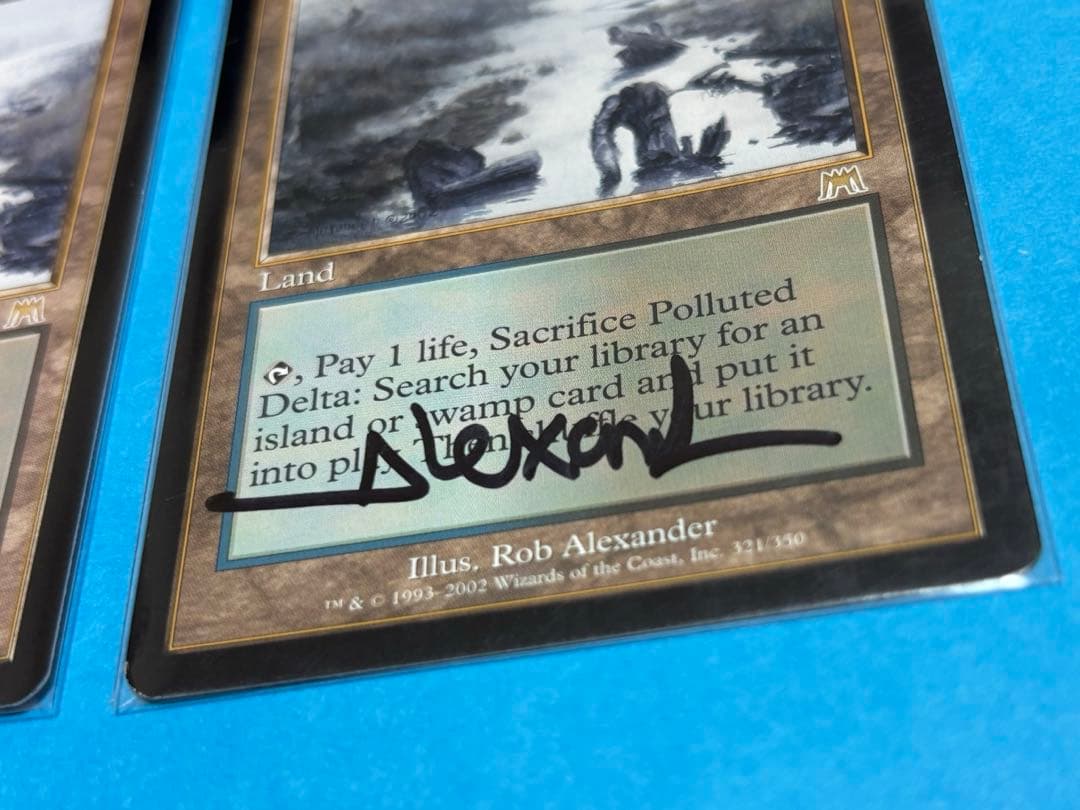 Land
, Pay 1 life, Sacrifice Polluted
Delta: Search your library for an
island or swamp card and put it
into play. Then shuffle your library.
Illus. Rob Alexander
™ & © 1993-2002 Wizards of the Coast, Inc. 321/350